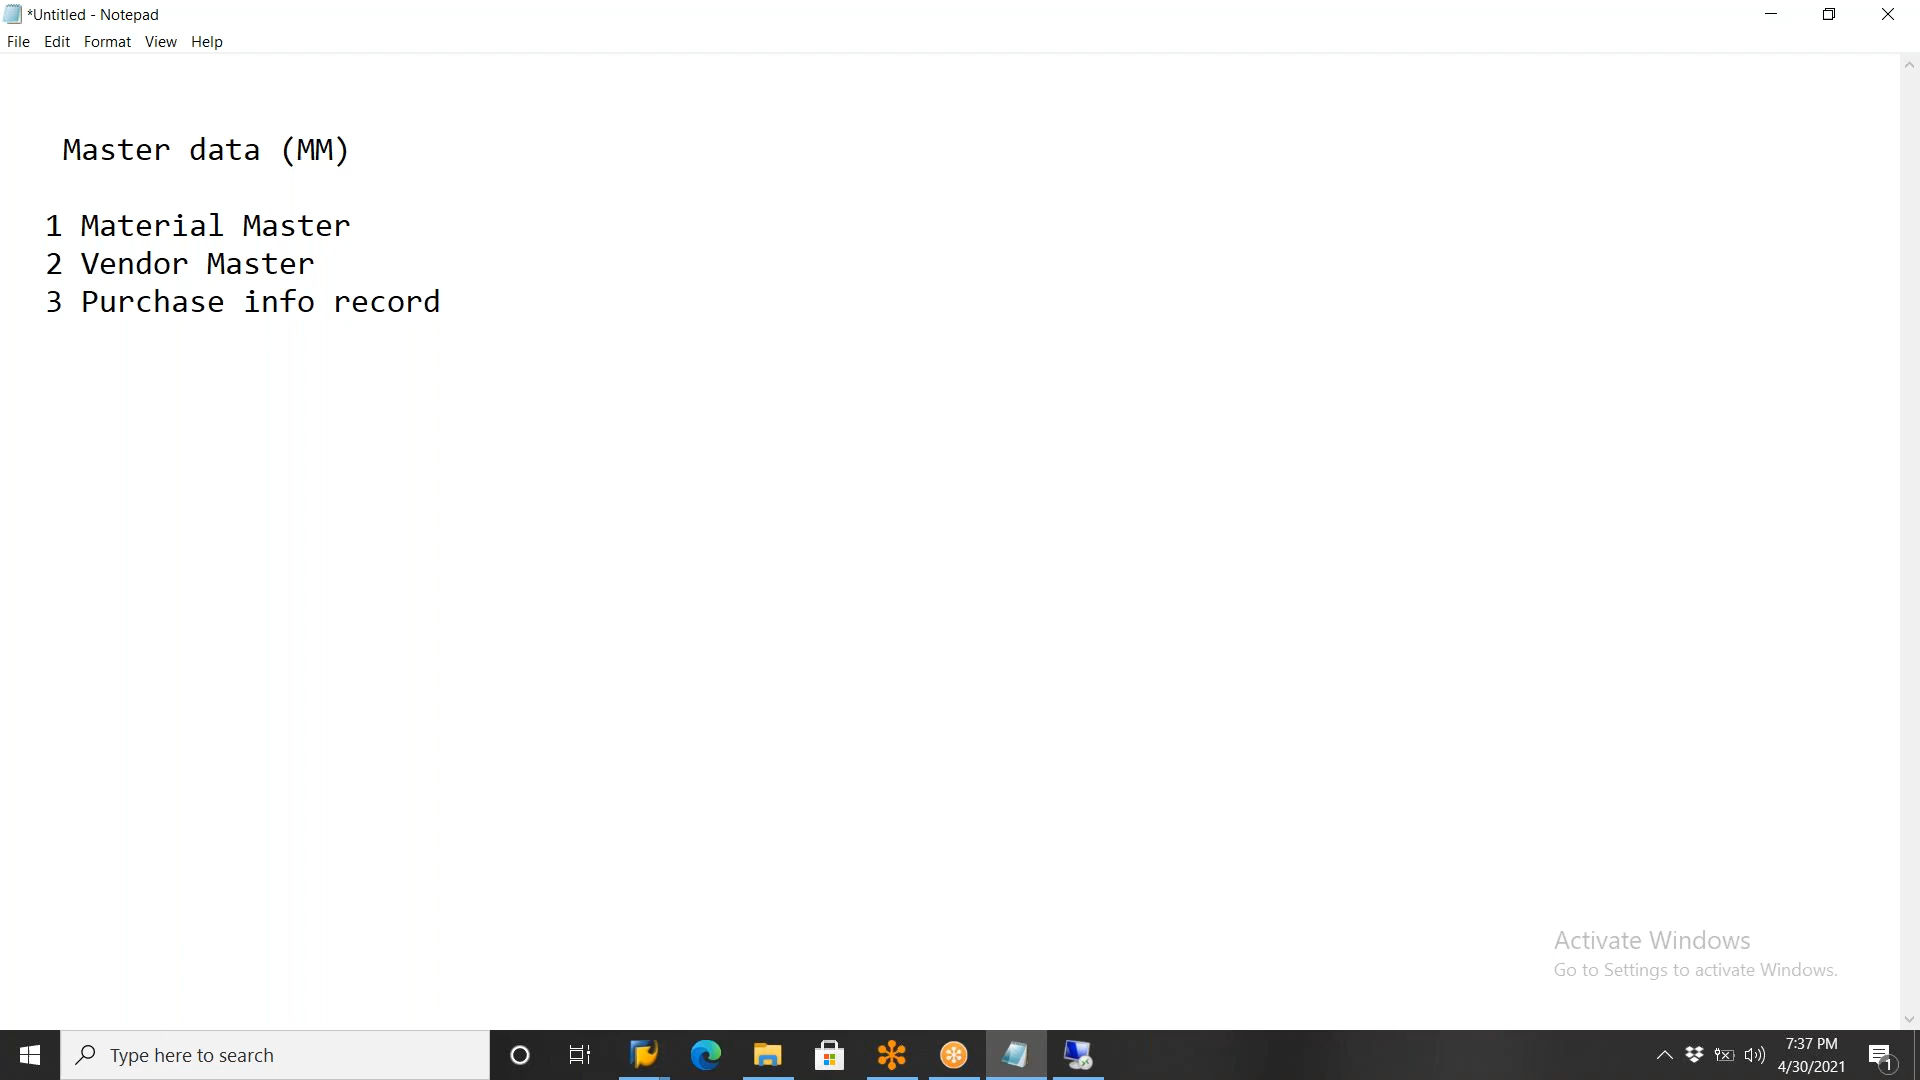 *Untitled - Notepad
File Edit Format View Help
Master data (MM)
1 Material Master
2 Vendor Master
3 Purchase info record
Activate Windows
Go to Settings to activate Windows.
Type here to search
7:37 PM
4/30/2021
1